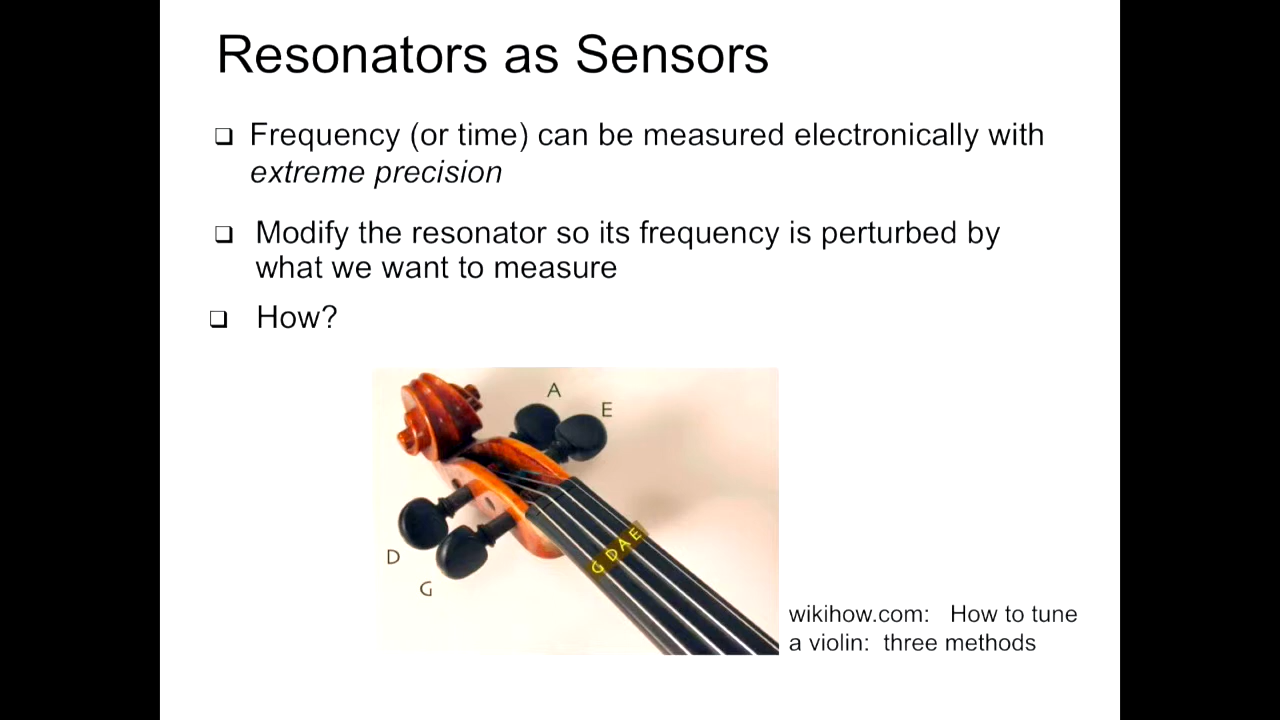 Resonators as Sensors
❑ Frequency (or time) can be measured electronically with
extreme precision
❑ Modify the resonator so its frequency is perturbed by
what we want to measure
❑ How?
A
E
D
G
G D A E
wikihow.com: How to tune
a violin: three methods